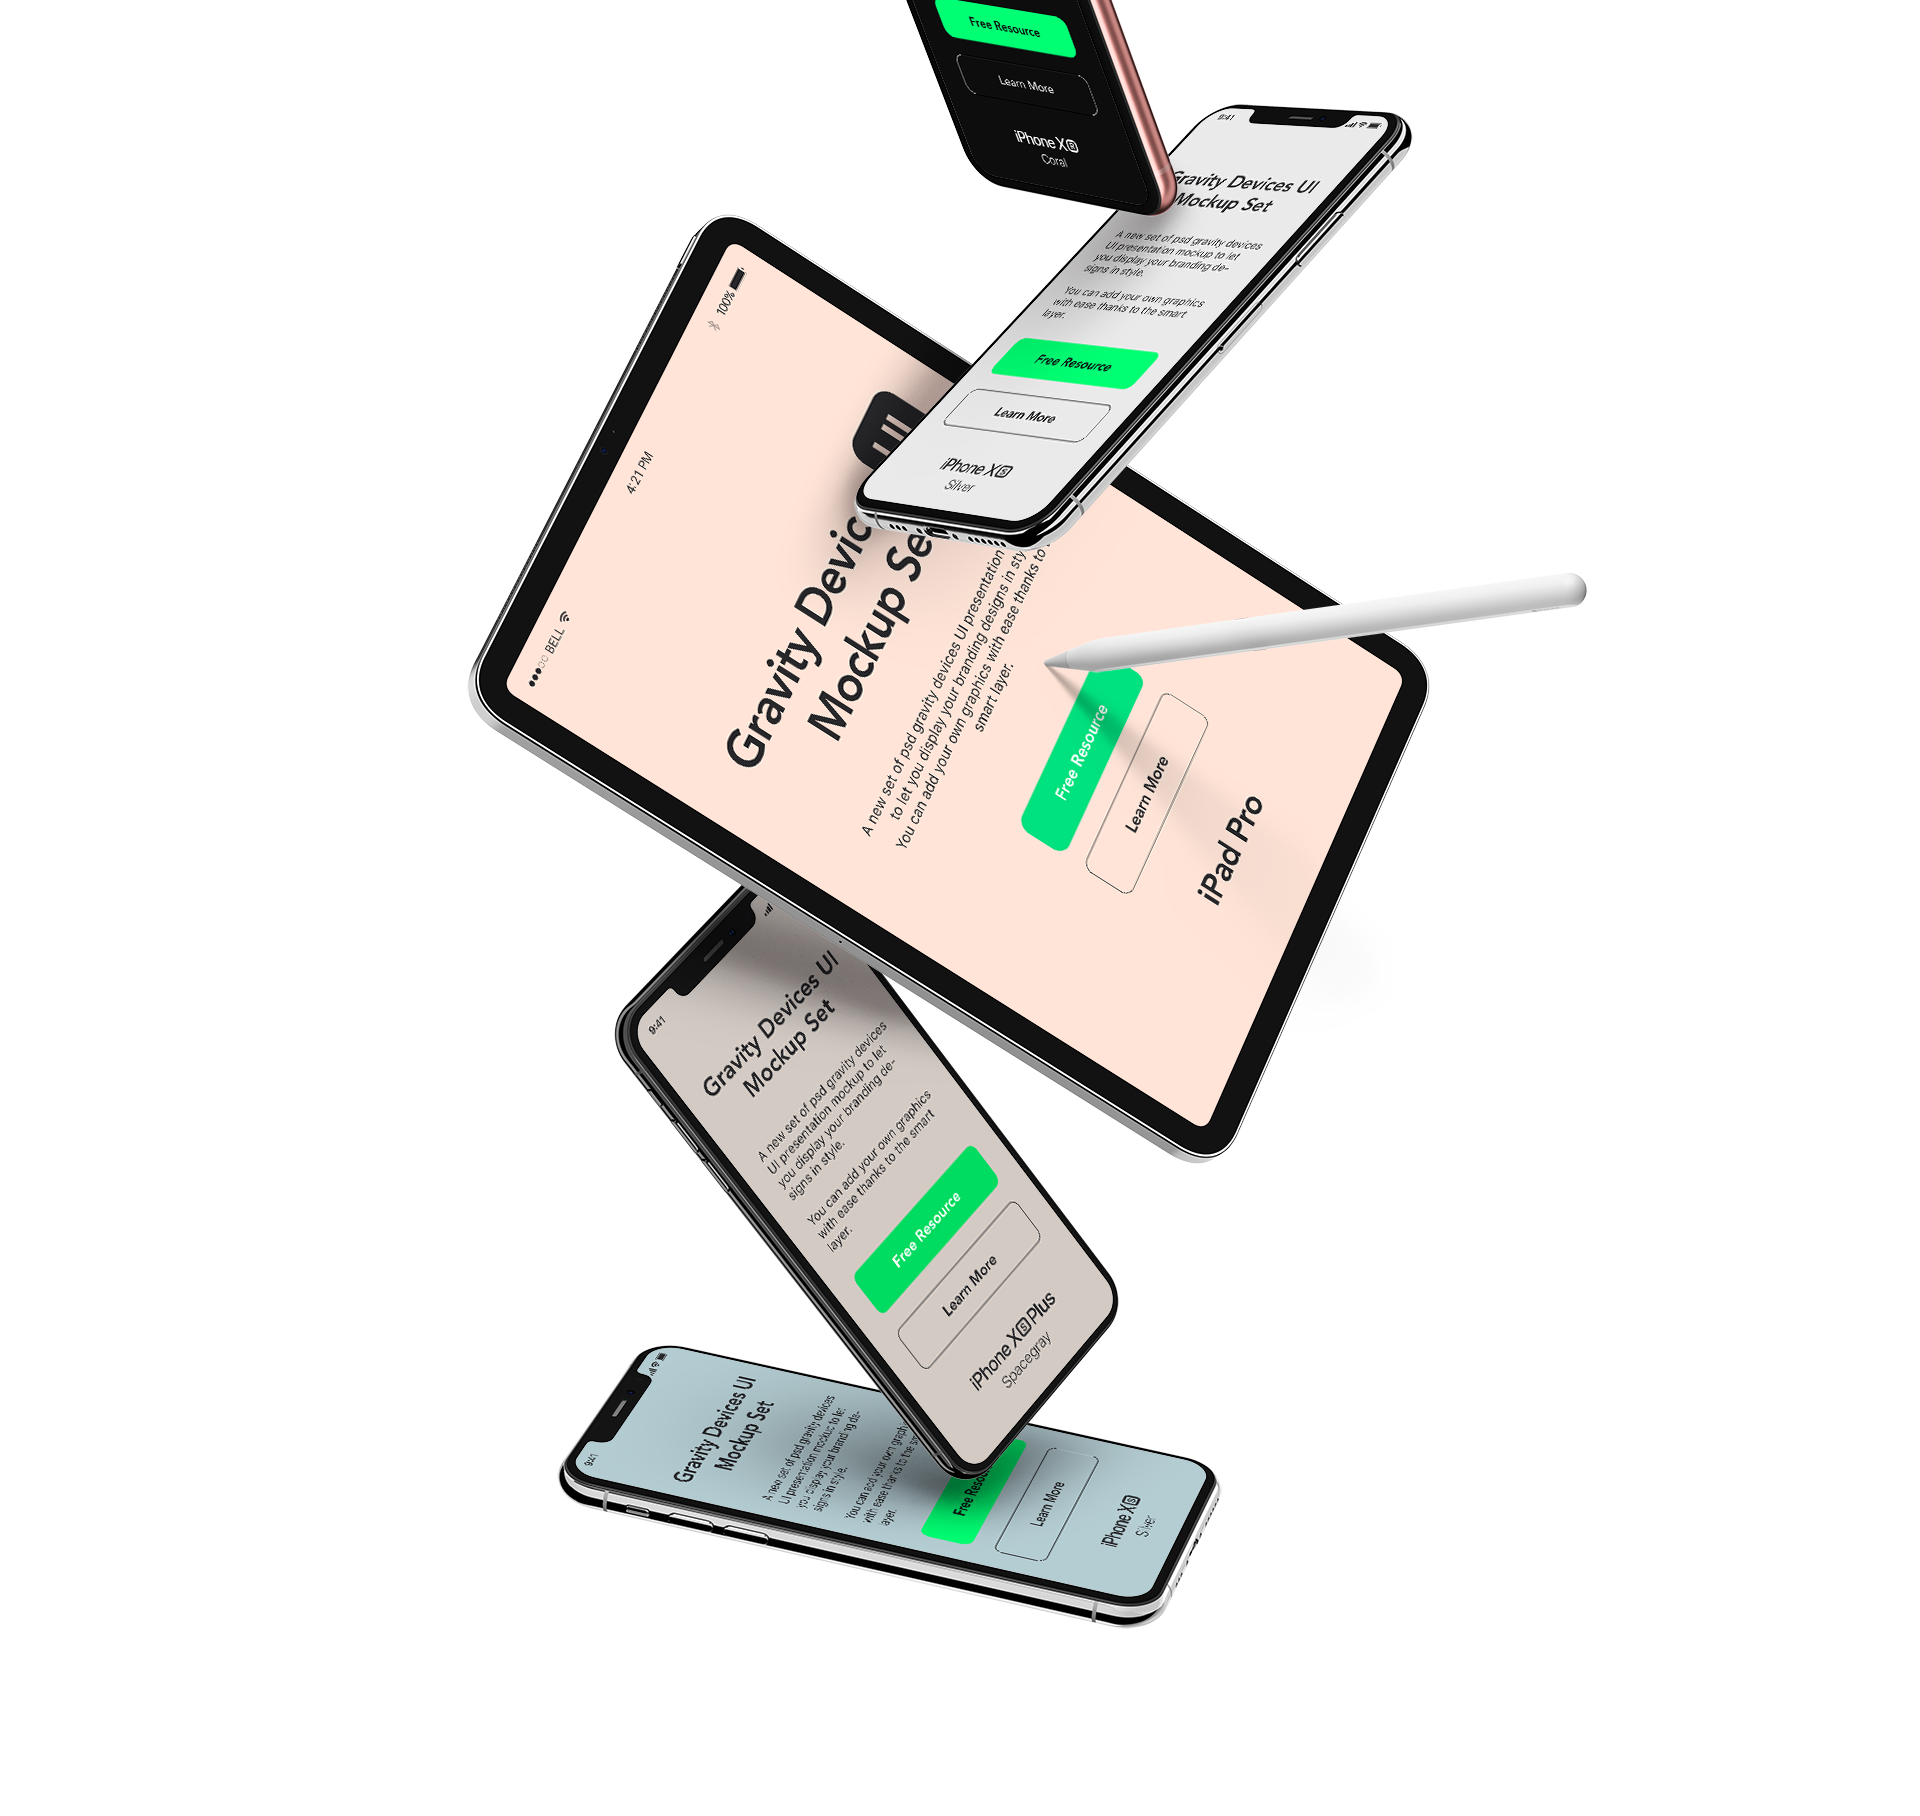 Free Resource
Learn More
iPhone XR
Coral
9:41
Gravity Devices UI
Mockup Set
A new set of psd gravity devices
UI presentation mockup to let
you display your branding de-
signs in style.
You can add your own graphics
with ease thanks to the smart
layer.
Free Resource
Learn More
iPhone XS
Silver
BELL
4:21 PM
100%
UI
Gravity Devic
Mockup Se
A new set of psd gravity devices UI presentation
to let you display your branding designs in sty
You can add your own graphics with ease thanks to
smart layer.
Free Resource
Learn More
iPad Pro
9:41
Gravity Devices UI
Mockup Set
A new set of psd gravity devices
UI presentation mockup to let
you display your branding de-
signs in style.
You can add your own graphics
with ease thanks to the smart
layer.
Free Resource
Learn More
iPhone XS Plus
Spacegray
9:41
Gravity Devices UI
Mockup Set
A new set of psd gravity devices
UI presentation mockup to let
you display your branding de-
signs in style.
You can add your own graphi
with ease thanks to the sm
ayer.
Free Resou
Learn More
iPhone XS
Silver